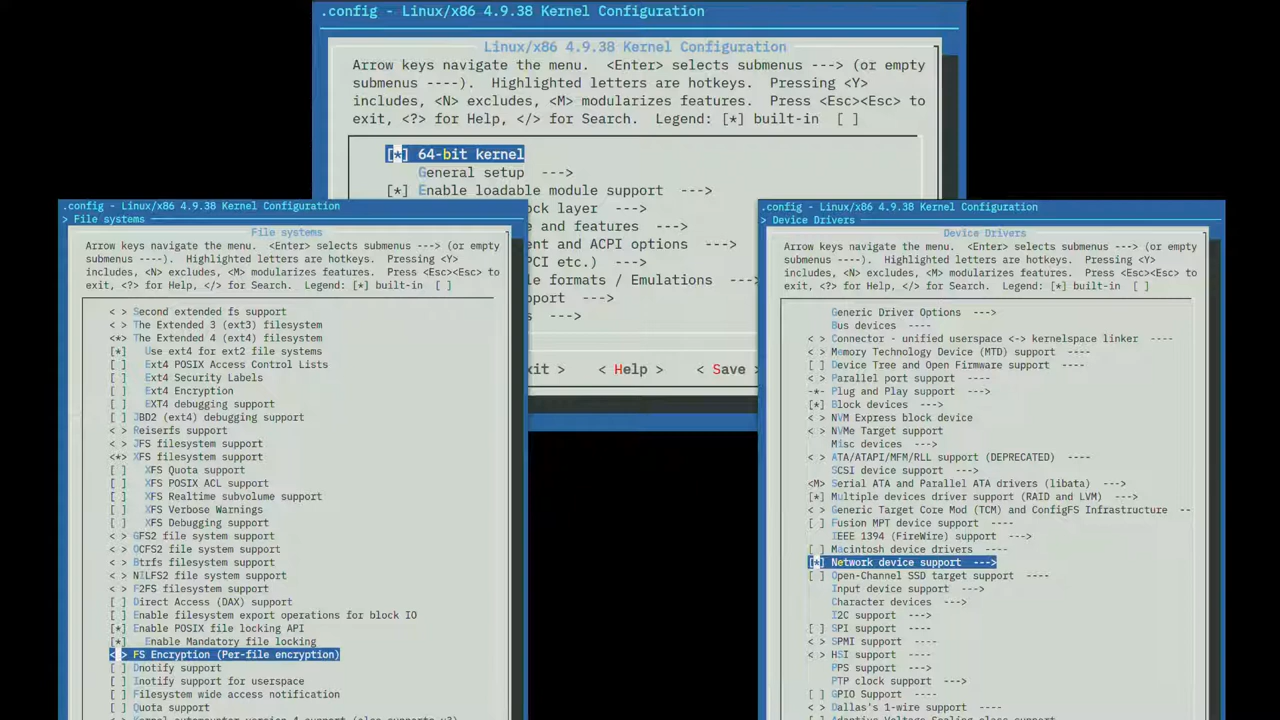 .config - Linux/x86 4.9.38 Kernel Configuration
Linux/x86 4.9.38 Kernel Configuration
Arrow keys navigate the menu.  <Enter> selects submenus ---> (or empty
submenus ----).  Highlighted letters are hotkeys.  Pressing <Y>
includes, <N> excludes, <M> modularizes features.  Press <Esc><Esc> to
exit, <?> for Help, </> for Search.  Legend: [*] built-in  [ ]
[*] 64-bit kernel
General setup  --->
[*] Enable loadable module support  --->
ock layer  --->
e and features  --->
ent and ACPI options  --->
PCI etc.)  --->
le formats / Emulations  --->
pport  --->
s  --->
xit >  < Help >  < Save >
.config - Linux/x86 4.9.38 Kernel Configuration
> File systems
File systems
Arrow keys navigate the menu.  <Enter> selects submenus ---> (or empty
submenus ----).  Highlighted letters are hotkeys.  Pressing <Y>
includes, <N> excludes, <M> modularizes features.  Press <Esc><Esc> to
exit, <?> for Help, </> for Search.  Legend: [*] built-in  [ ]
< > Second extended fs support
< > The Extended 3 (ext3) filesystem
<*> The Extended 4 (ext4) filesystem
[*]   Use ext4 for ext2 file systems
[ ]   Ext4 POSIX Access Control Lists
[ ]   Ext4 Security Labels
[ ]   Ext4 Encryption
[ ]   EXT4 debugging support
[ ] JBD2 (ext4) debugging support
< > Reiserfs support
< > JFS filesystem support
<*> XFS filesystem support
[ ]   XFS Quota support
[ ]   XFS POSIX ACL support
[ ]   XFS Realtime subvolume support
[ ]   XFS Verbose Warnings
[ ]   XFS Debugging support
< > GFS2 file system support
< > OCFS2 file system support
< > Btrfs filesystem support
< > NILFS2 file system support
< > F2FS filesystem support
[ ] Direct Access (DAX) support
[ ] Enable filesystem export operations for block IO
[*] Enable POSIX file locking API
[*]   Enable Mandatory file locking
< > FS Encryption (Per-file encryption)
[ ] Dnotify support
[ ] Inotify support for userspace
[ ] Filesystem wide access notification
[ ] Quota support
< > Kernel automounter version 4 support (also supports v3)
.config - Linux/x86 4.9.38 Kernel Configuration
> Device Drivers
Device Drivers
Arrow keys navigate the menu.  <Enter> selects submenus ---> (or empty
submenus ----).  Highlighted letters are hotkeys.  Pressing <Y>
includes, <N> excludes, <M> modularizes features.  Press <Esc><Esc> to
exit, <?> for Help, </> for Search.  Legend: [*] built-in  [ ]
Generic Driver Options  --->
Bus devices  ----
< > Connector - unified userspace <-> kernelspace linker  ----
< > Memory Technology Device (MTD) support  ----
[ ] Device Tree and Open Firmware support  ----
< > Parallel port support  ----
-*- Plug and Play support  --->
[*] Block devices  --->
< > NVM Express block device
< > NVMe Target support
Misc devices  --->
< > ATA/ATAPI/MFM/RLL support (DEPRECATED)  ----
SCSI device support  --->
<M> Serial ATA and Parallel ATA drivers (libata)  --->
[*] Multiple devices driver support (RAID and LVM)  --->
< > Generic Target Core Mod (TCM) and ConfigFS Infrastructure  --
[ ] Fusion MPT device support  ----
IEEE 1394 (FireWire) support  --->
[ ] Macintosh device drivers  ----
[*] Network device support  --->
[ ] Open-Channel SSD target support  ----
Input device support  --->
Character devices  --->
I2C support  --->
[ ] SPI support  ----
< > SPMI support  ----
< > HSI support  ----
PPS support  --->
PTP clock support  --->
[ ] GPIO Support  ----
< > Dallas's 1-wire support  ----
[ ] Adaptive Voltage Scaling class support